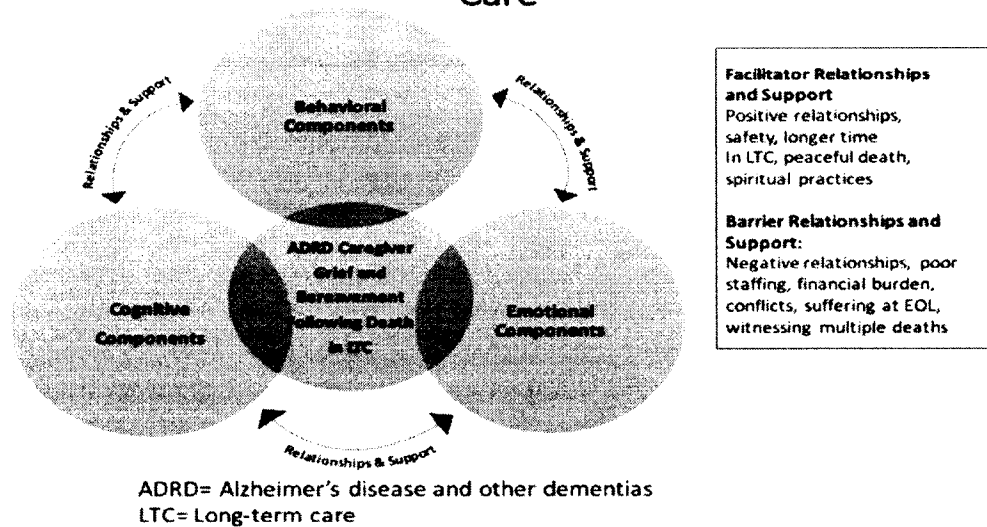 Care
Relationships & Support
Relationships & Support
Behavioral
Components
ADRD Caregiver
Grief and
Bereavement
Following Death
in LTC
Cognitive
Components
Emotional
Components
Relationships & Support
ADRD= Alzheimer's disease and other dementias
LTC= Long-term care
Facilitator Relationships
and Support
Positive relationships,
safety, longer time
In LTC, peaceful death,
spiritual practices
Barrier Relationships and
Support:
Negative relationships, poor
staffing, financial burden,
conflicts, suffering at EOL,
witnessing multiple deaths